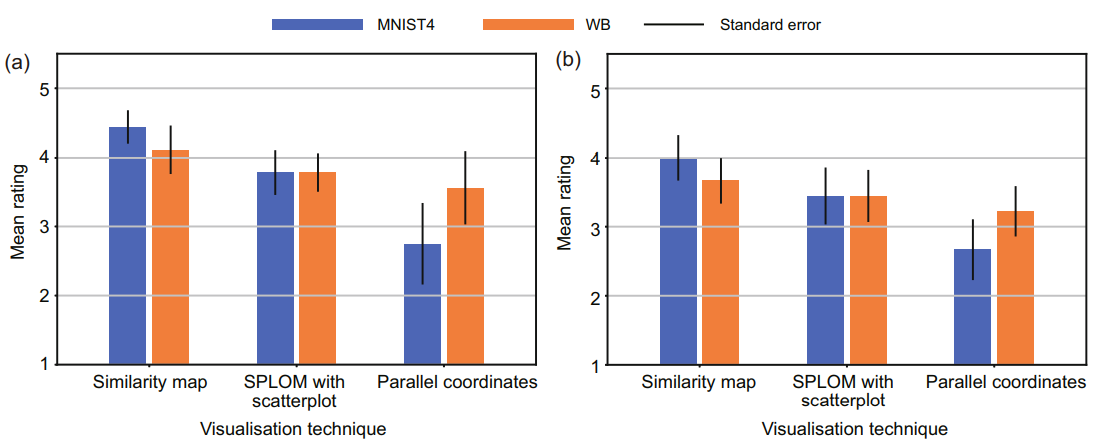 MNIST4 WB Standard error
(a)
5
4
3
2
1
Mean rating
Similarity map SPLOM with scatterplot Parallel coordinates
Visualisation technique
(b)
5
4
3
2
1
Mean rating
Similarity map SPLOM with scatterplot Parallel coordinates
Visualisation technique